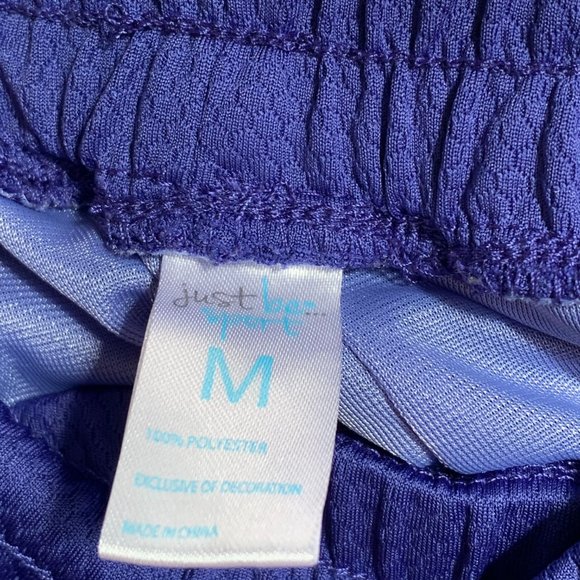 just be...
sport
M
100% POLYESTER
EXCLUSIVE OF DECORATION
MADE IN CHINA